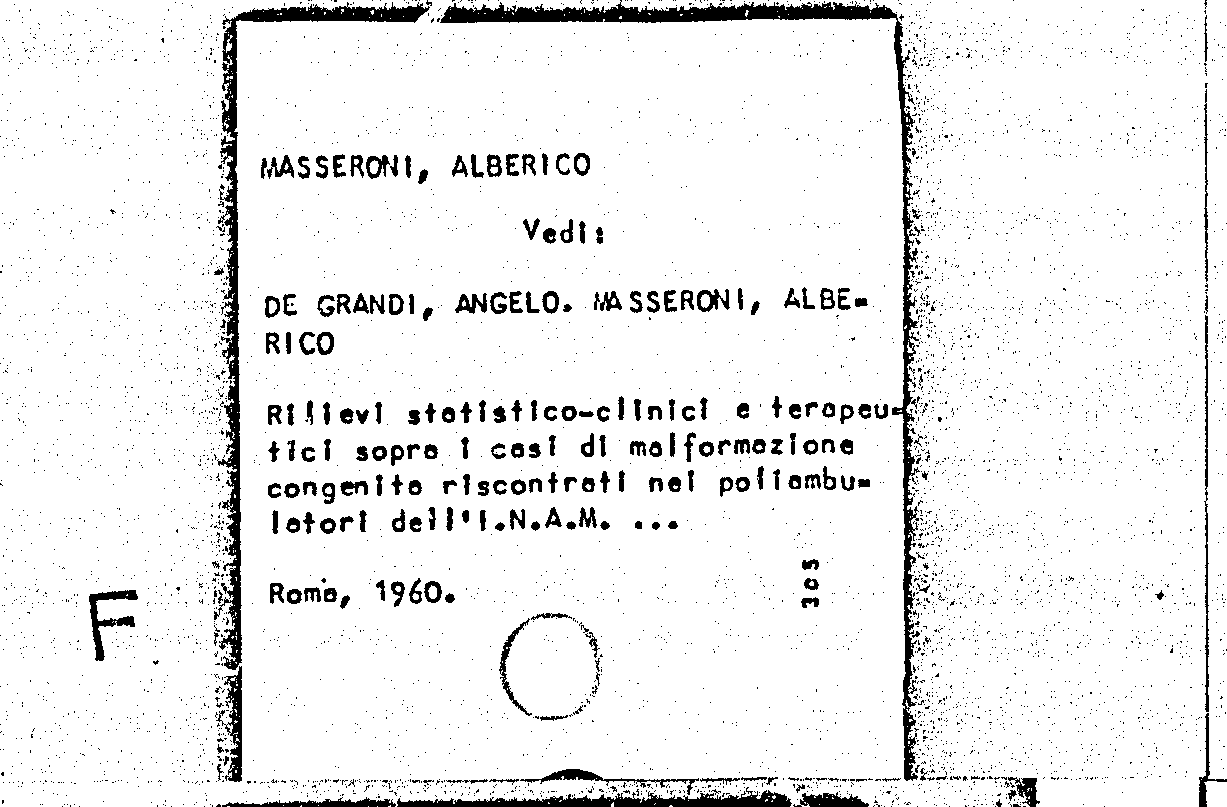 MASSERONI, ALBERICO
Vedi:
DE GRANDI, ANGELO. MASSERONI, ALBE=
RICO
Rilievi statistico-clinici e terapeu=
tici sopra i casi di malformazione
congenita riscontrati nei poliambu=
latori dell'I.N.A.M. ...
Roma, 1960.
305
F